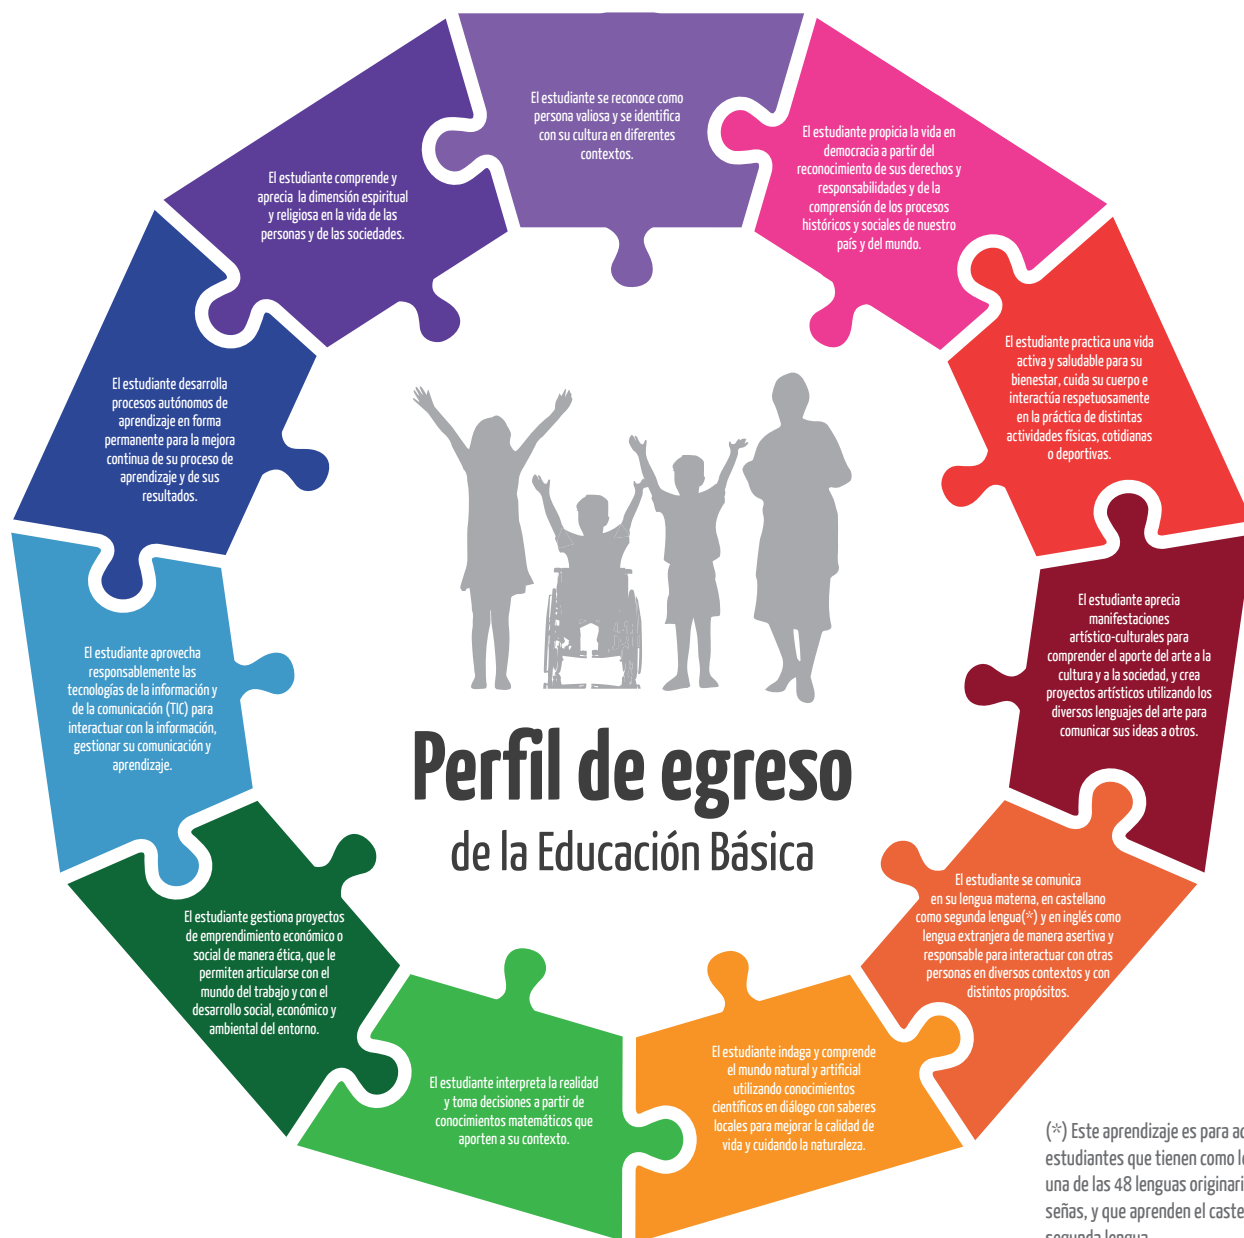 El estudiante se reconoce como
persona valiosa y se identifica
con su cultura en diferentes
contextos.
El estudiante propicia la vida en
democracia a partir del
reconocimiento de sus derechos y
responsabilidades y de la
comprensión de los procesos
históricos y sociales de nuestro
país y del mundo.
El estudiante practica una vida
activa y saludable para su
bienestar, cuida su cuerpo e
interactúa respetuosamente
en la práctica de distintas
actividades físicas, cotidianas
o deportivas.
El estudiante aprecia
manifestaciones
artístico-culturales para
comprender el aporte del arte a la
cultura y a la sociedad, y crea
proyectos artísticos utilizando los
diversos lenguajes del arte para
comunicar sus ideas a otros.
El estudiante se comunica
en su lengua materna, en castellano
como segunda lengua(*) y en inglés como
lengua extranjera de manera asertiva y
responsable para interactuar con otras
personas en diversos contextos y con
distintos propósitos.
El estudiante indaga y comprende
el mundo natural y artificial
utilizando conocimientos
científicos en diálogo con saberes
locales para mejorar la calidad de
vida y cuidando la naturaleza.
El estudiante interpreta la realidad
y toma decisiones a partir de
conocimientos matemáticos que
aporten a su contexto.
El estudiante gestiona proyectos
de emprendimiento económico o
social de manera ética, que le
permiten articularse con el
mundo del trabajo y con el
desarrollo social, económico y
ambiental del entorno.
El estudiante aprovecha
responsablemente las
tecnologías de la información y
de la comunicación (TIC) para
interactuar con la información,
gestionar su comunicación y
aprendizaje.
El estudiante desarrolla
procesos autónomos de
aprendizaje en forma
permanente para la mejora
continua de su proceso de
aprendizaje y de sus
resultados.
El estudiante comprende y
aprecia la dimensión espiritual
y religiosa en la vida de las
personas y de las sociedades.
Perfil de egreso
de la Educación Básica
(*) Este aprendizaje es para
estudiantes que tienen como
una de las 48 lenguas
señas, y que aprenden el
segunda lengua